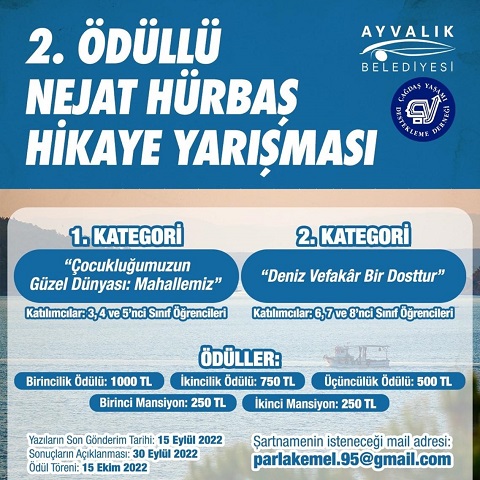 2. ÖDÜLLÜ
NEJAT HÜRBAŞ
HİKAYE YARIŞMASI
AYVALIK
BELEDİYESİ
ÇAĞDAŞ YAŞAMI
DESTEKLEME DERNEĞİ
1. KATEGORİ
“Çocukluğumuzun
Güzel Dünyası: Mahallemiz”
Katılımcılar: 3, 4 ve 5’nci Sınıf Öğrencileri
2. KATEGORİ
“Deniz Vefakâr Bir Dosttur”
Katılımcılar: 6, 7 ve 8’nci Sınıf Öğrencileri
ÖDÜLLER:
Birincilik Ödülü: 1000 TL
İkincilik Ödülü: 750 TL
Üçüncülük Ödülü: 500 TL
Birinci Mansiyon: 250 TL
İkinci Mansiyon: 250 TL
Yazıların Son Gönderim Tarihi: 15 Eylül 2022
Sonuçların Açıklanması: 30 Eylül 2022
Ödül Töreni: 15 Ekim 2022
Şartnamenin isteneceği mail adresi:
parlakemel.95@gmail.com